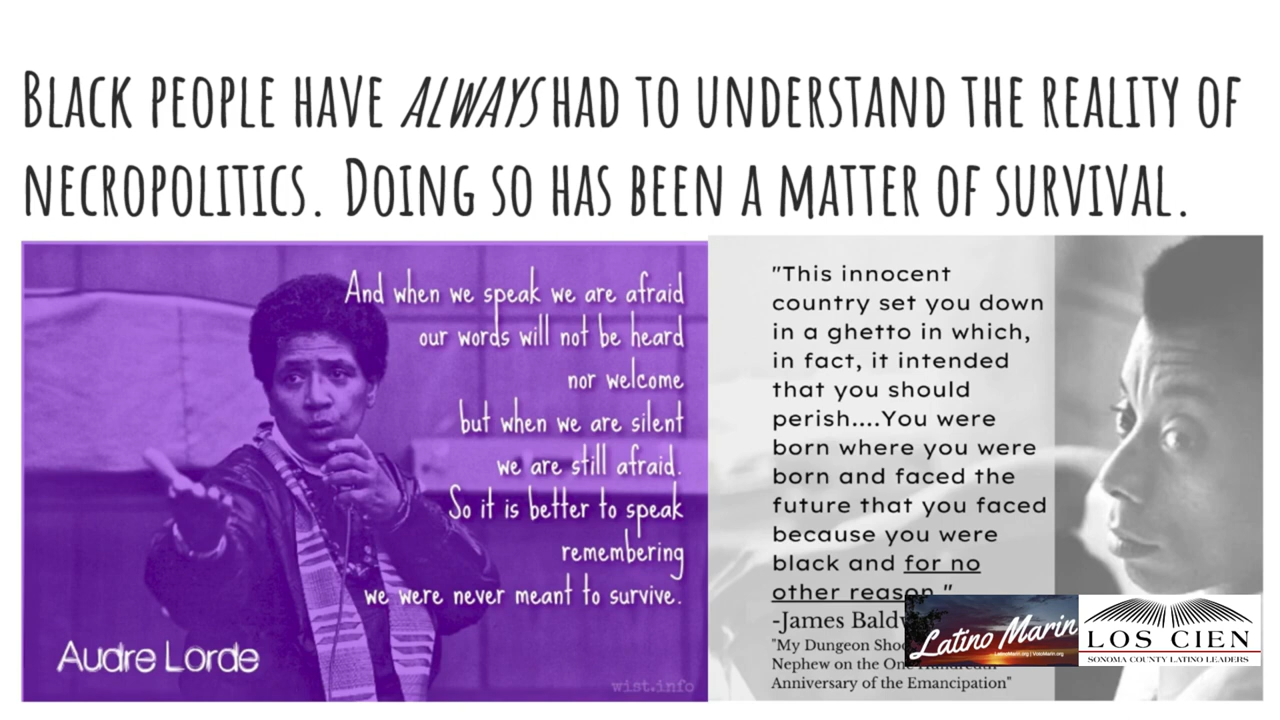 BLACK PEOPLE HAVE ALWAYS HAD TO UNDERSTAND THE REALITY OF
NECROPOLITICS. DOING SO HAS BEEN A MATTER OF SURVIVAL.
And when we speak we are afraid
our words will not be heard
nor welcome
but when we are silent
we are still afraid.
So it is better to speak
remembering
we were never meant to survive.
Audre Lorde
wist.info
"This innocent
country set you down
in a ghetto in which,
in fact, it intended
that you should
perish....You were
born where you were
born and faced the
future that you faced
because you were
black and for no
other reason."
-James
"My Dungeon
Nephew on the
Anniversary of the Emancipation"
Latino Marin
LOS CIEN
SONOMA COUNTY LATINO LEADERS